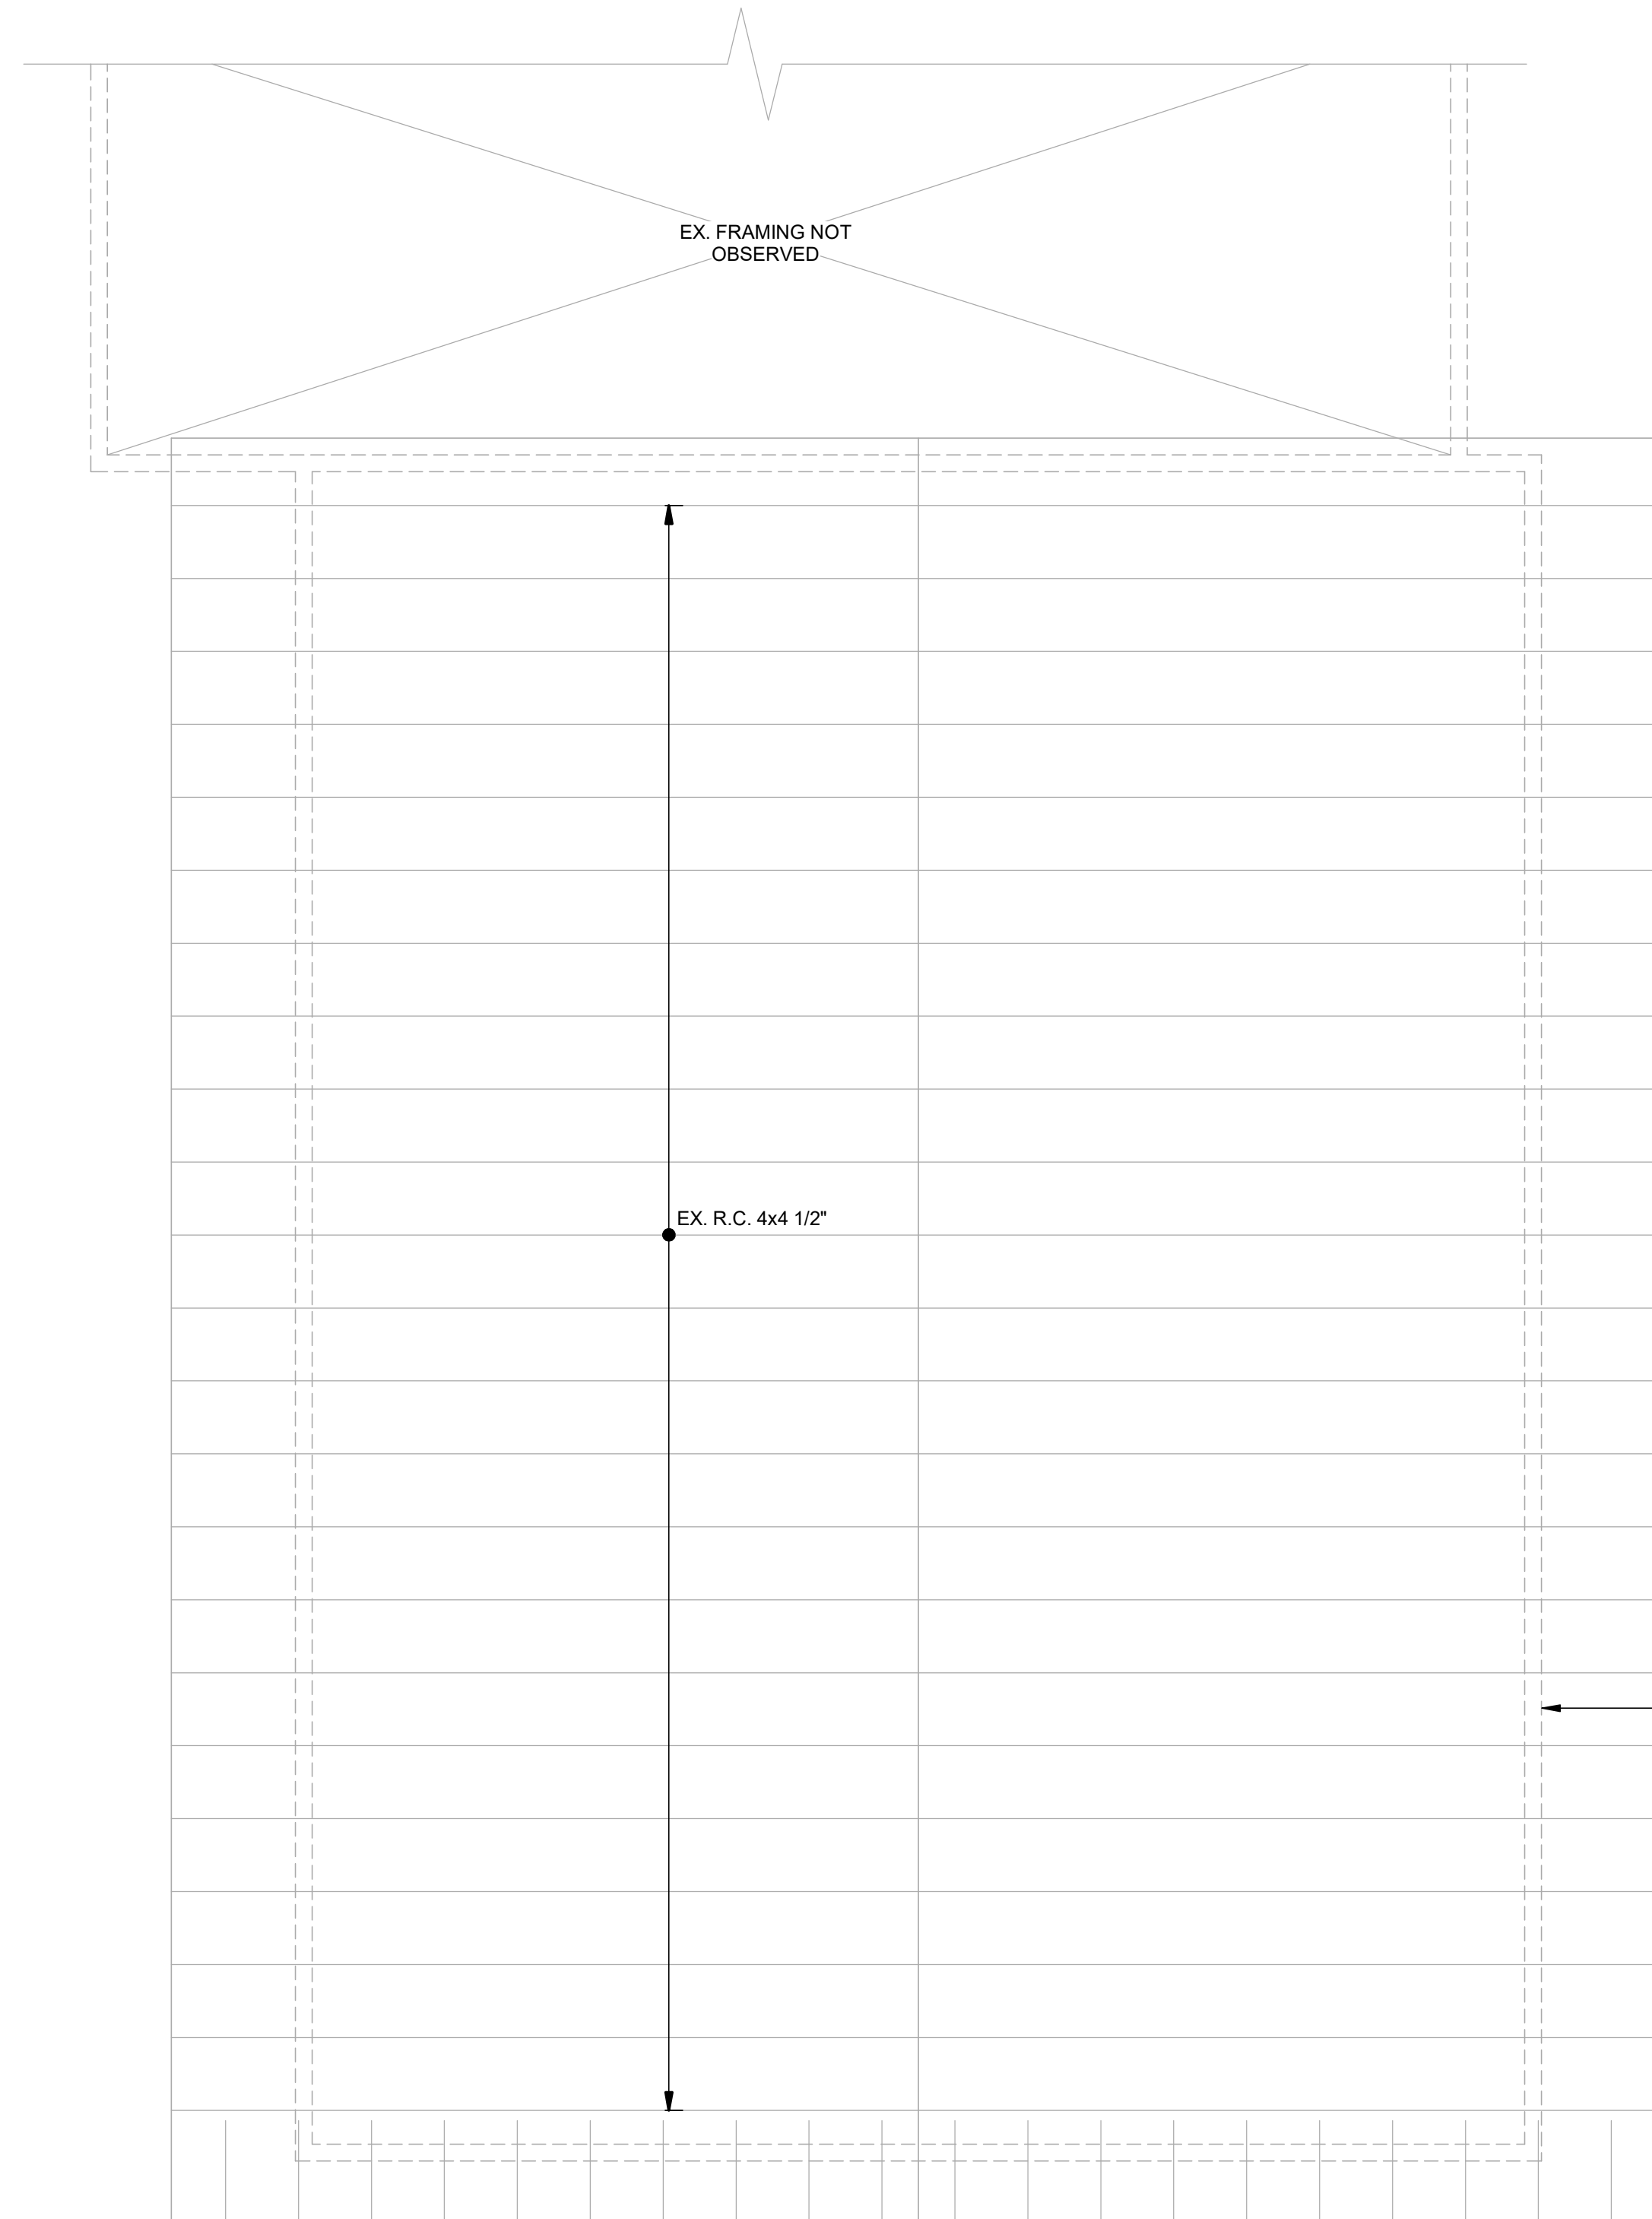 EX. FRAMING NOT
OBSERVED
EX. R.C. 4x4 1/2"